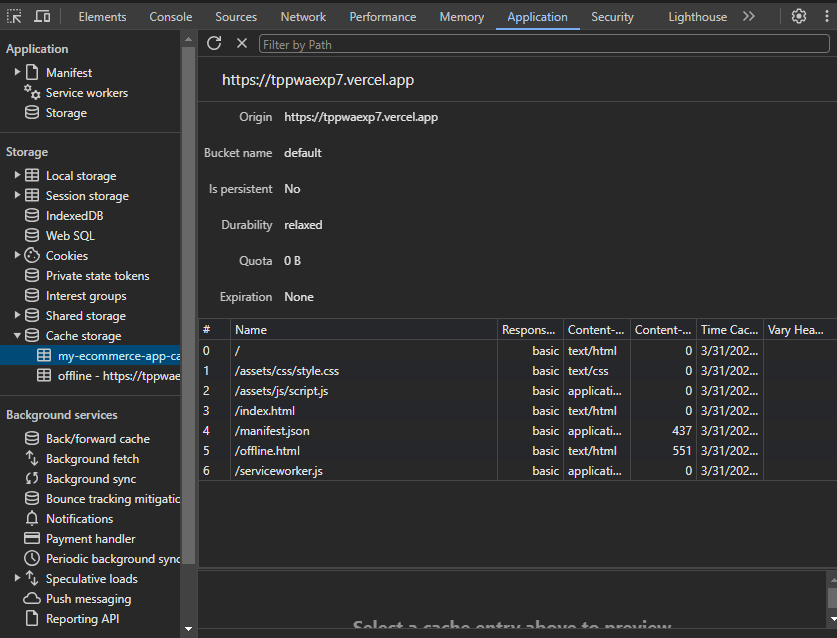 Elements Console Sources Network Performance Memory Application Security Lighthouse
Application
Manifest
Service workers
Storage
Storage
Local storage
Session storage
IndexedDB
Web SQL
Cookies
Private state tokens
Interest groups
Shared storage
Cache storage
my-ecommerce-app-ca
offline - https://tppwae
Background services
Back/forward cache
Background fetch
Background sync
Bounce tracking mitigatic
Notifications
Payment handler
Periodic background sync
Speculative loads
Push messaging
Reporting API
Filter by Path
https://tppwaexp7.vercel.app
Origin https://tppwaexp7.vercel.app
Bucket name default
Is persistent No
Durability relaxed
Quota 0 B
Expiration None
# Name Respons... Content-... Content-... Time Cac... Vary Hea...
0 / basic text/html 0 3/31/202...
1 /assets/css/style.css basic text/css 0 3/31/202...
2 /assets/js/script.js basic applicati... 0 3/31/202...
3 /index.html basic text/html 0 3/31/202...
4 /manifest.json basic applicati... 437 3/31/202...
5 /offline.html basic text/html 551 3/31/202...
6 /serviceworker.js basic applicati... 0 3/31/202...
Select a cache entry above to preview